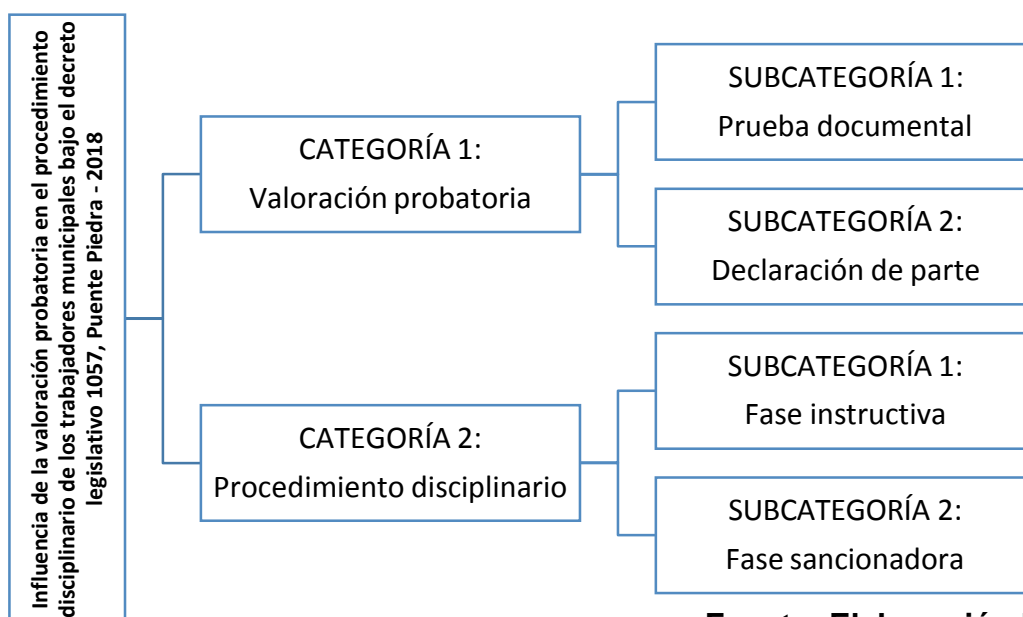 Influencia de la valoración probatoria en el procedimiento
disciplinario de los trabajadores municipales bajo el decreto
legislativo 1057, Puente Piedra - 2018
CATEGORÍA 1:
Valoración probatoria
SUBCATEGORÍA 1:
Prueba documental
SUBCATEGORÍA 2:
Declaración de parte
CATEGORÍA 2:
Procedimiento disciplinario
SUBCATEGORÍA 1:
Fase instructiva
SUBCATEGORÍA 2:
Fase sancionadora